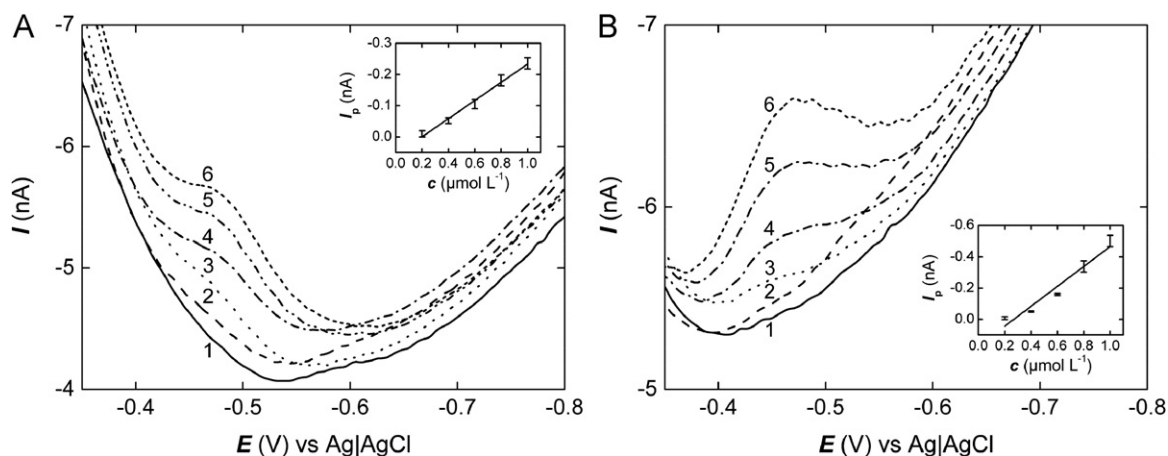 A
-7
-6
-5
-4
I (nA)
-0.4 -0.5 -0.6 -0.7 -0.8
E (V) vs Ag|AgCl
6
5
4
3
2
1
-0.3
-0.2
-0.1
0.0
Ip (nA)
0.0 0.2 0.4 0.6 0.8 1.0
c (µmol L⁻¹)
B
-7
-6
-5
I (nA)
-0.4 -0.5 -0.6 -0.7 -0.8
E (V) vs Ag|AgCl
6
5
4
3
2
1
-0.6
-0.4
-0.2
0.0
Ip (nA)
0.0 0.2 0.4 0.6 0.8 1.0
c (µmol L⁻¹)